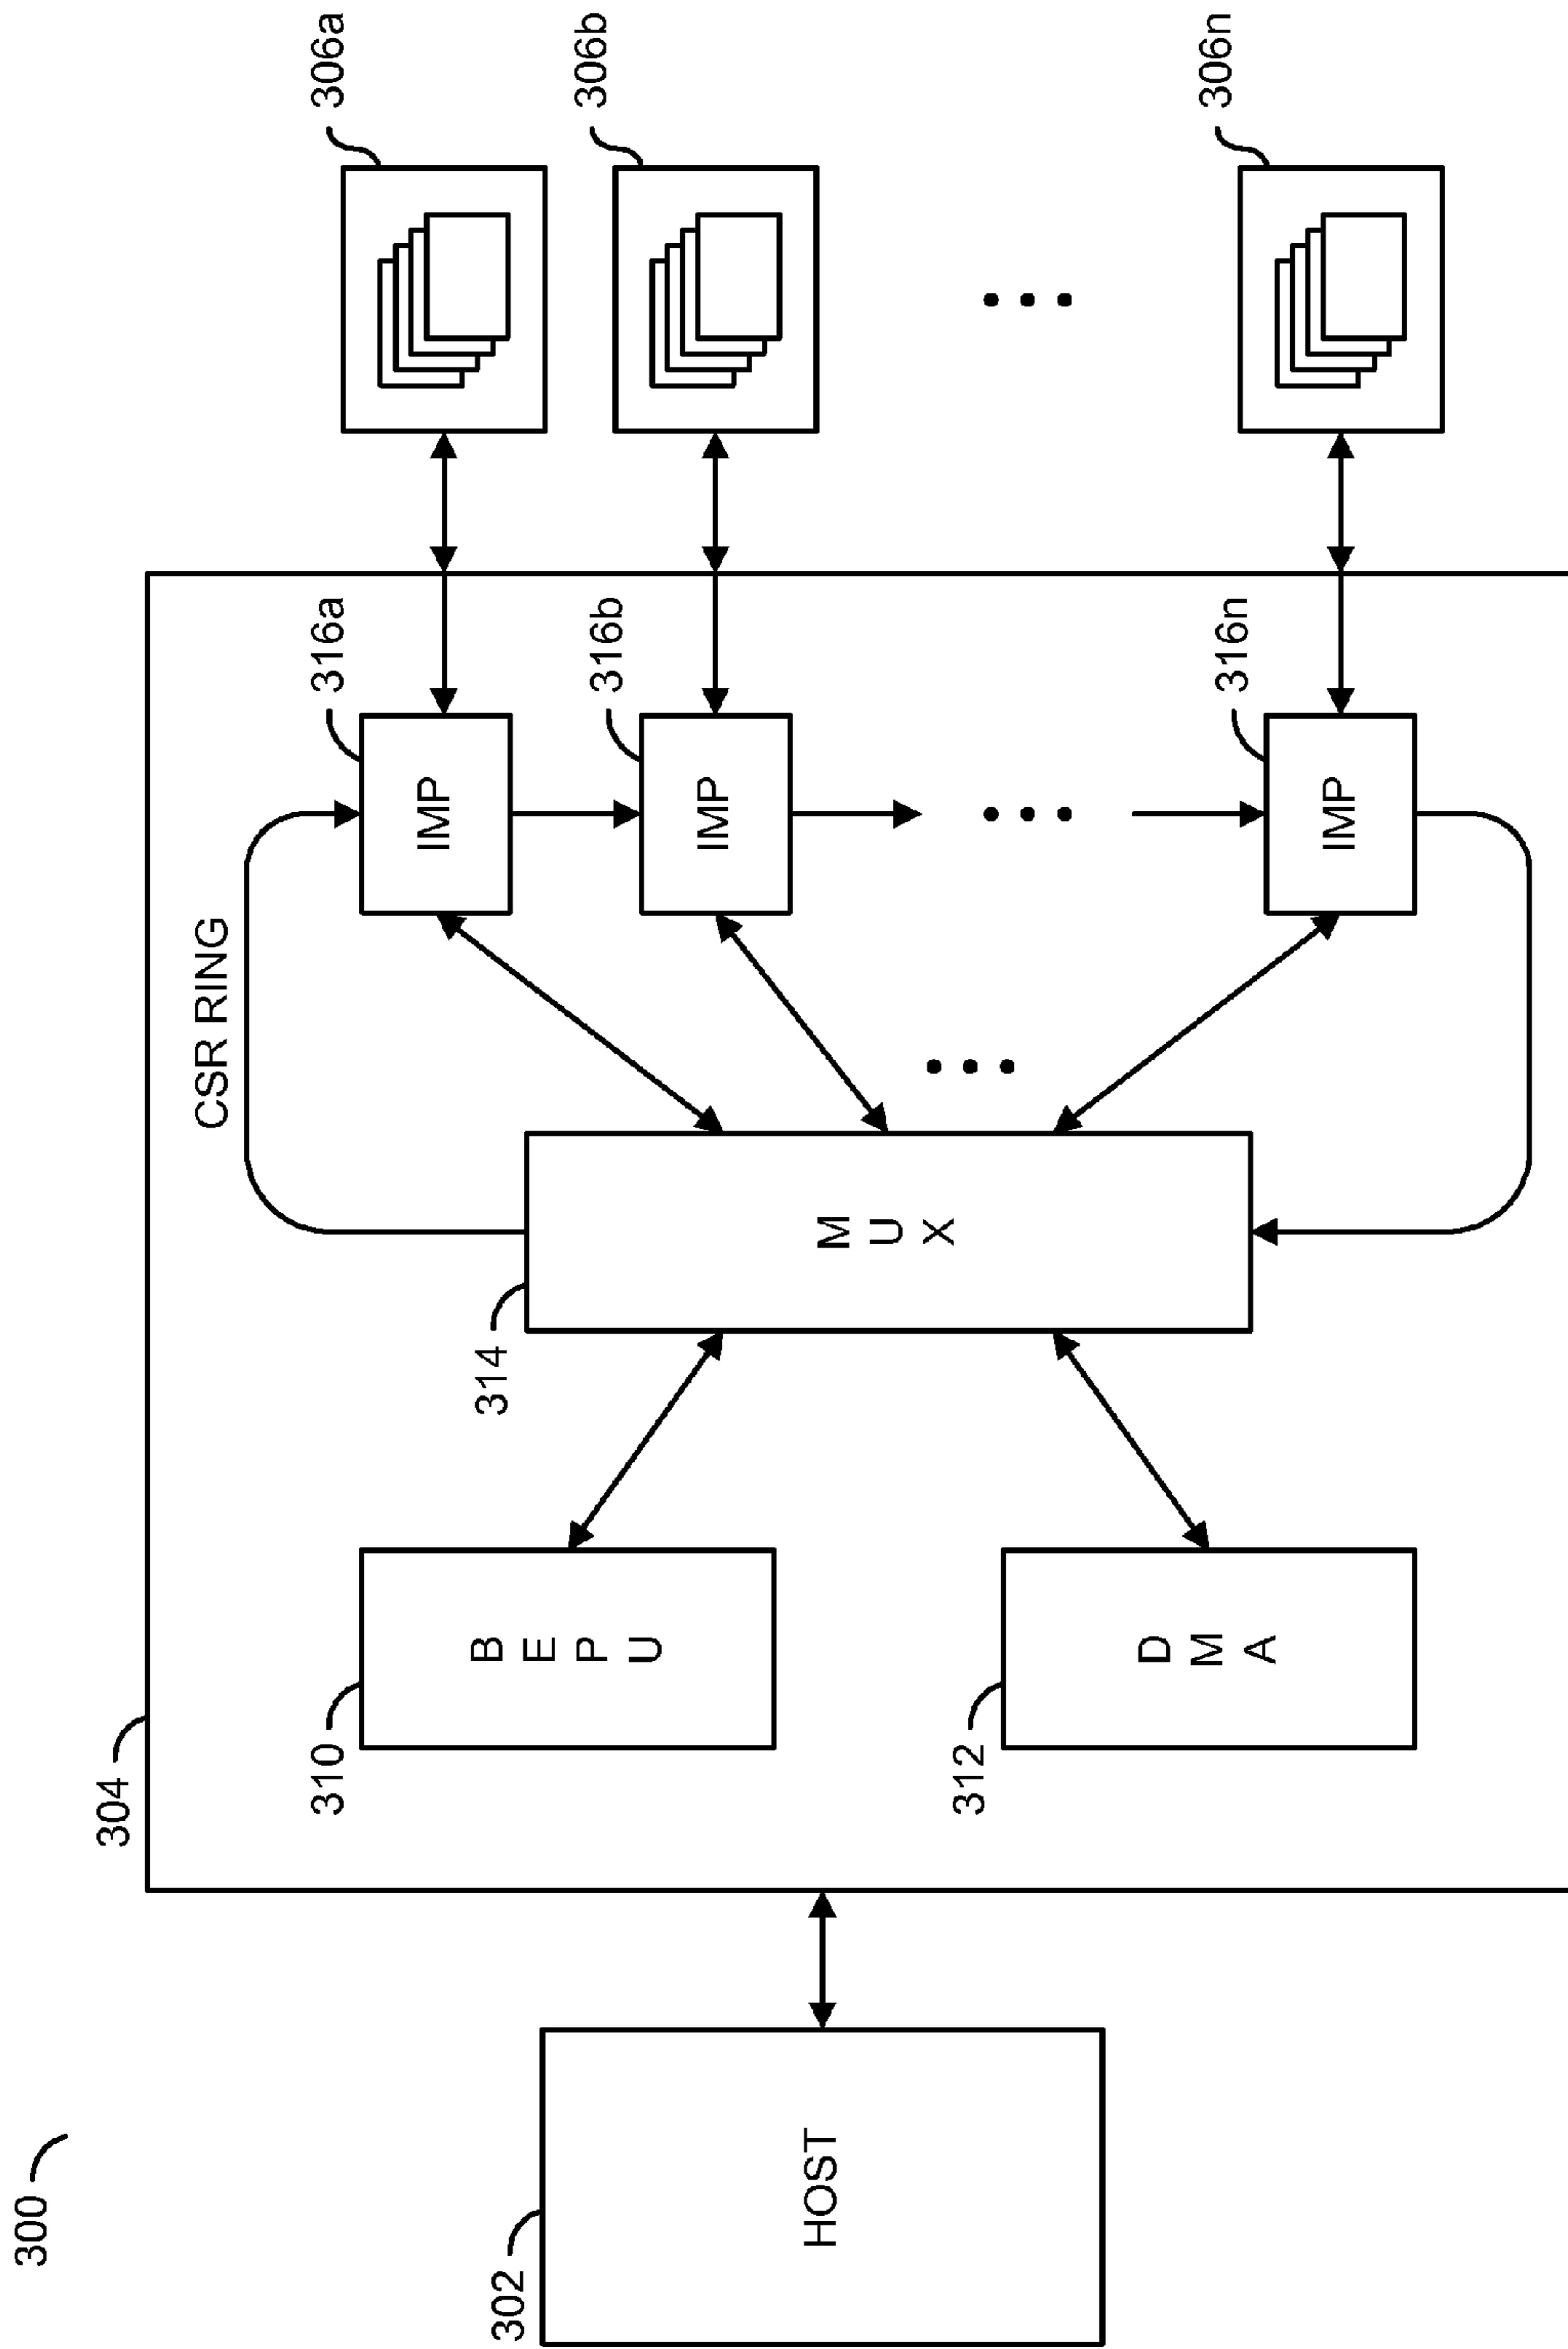 300
302
HOST
304
310
BEPU
312
DMA
314
MUX
CSR RING
316a
IMP
316b
IMP
316n
IMP
306a
306b
306n